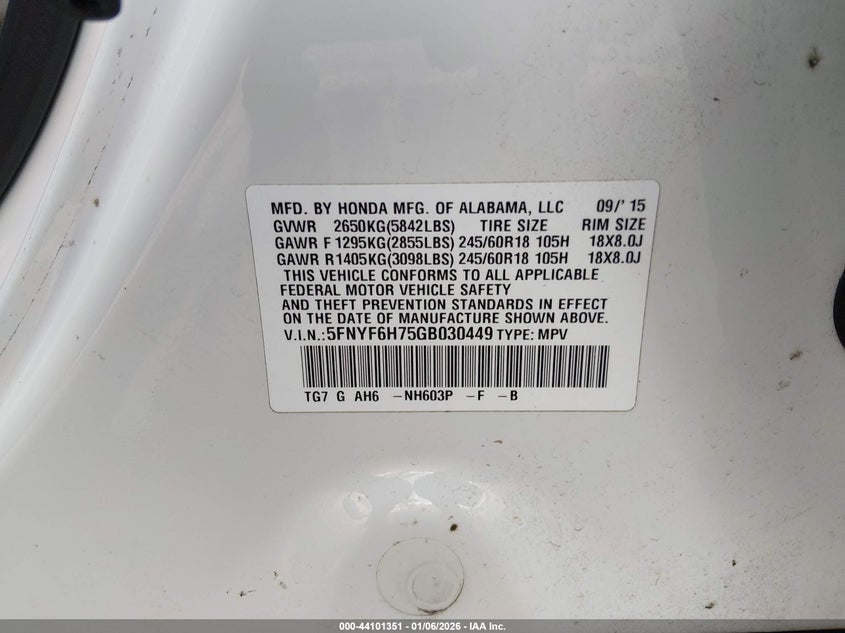 MFD. BY HONDA MFG. OF ALABAMA, LLC 09/' 15
GVWR 2650KG(5842LBS) TIRE SIZE RIM SIZE
GAWR F 1295KG(2855LBS) 245/60R18 105H 18X8.0J
GAWR R1405KG(3098LBS) 245/60R18 105H 18X8.0J
THIS VEHICLE CONFORMS TO ALL APPLICABLE
FEDERAL MOTOR VEHICLE SAFETY
AND THEFT PREVENTION STANDARDS IN EFFECT
ON THE DATE OF MANUFACTURE SHOWN ABOVE.
V.I.N.:5FNYF6H75GB030449 TYPE: MPV
TG7 G AH6 -NH603P -F -B
000-44101351 | 01/06/2026 | IAA Inc.